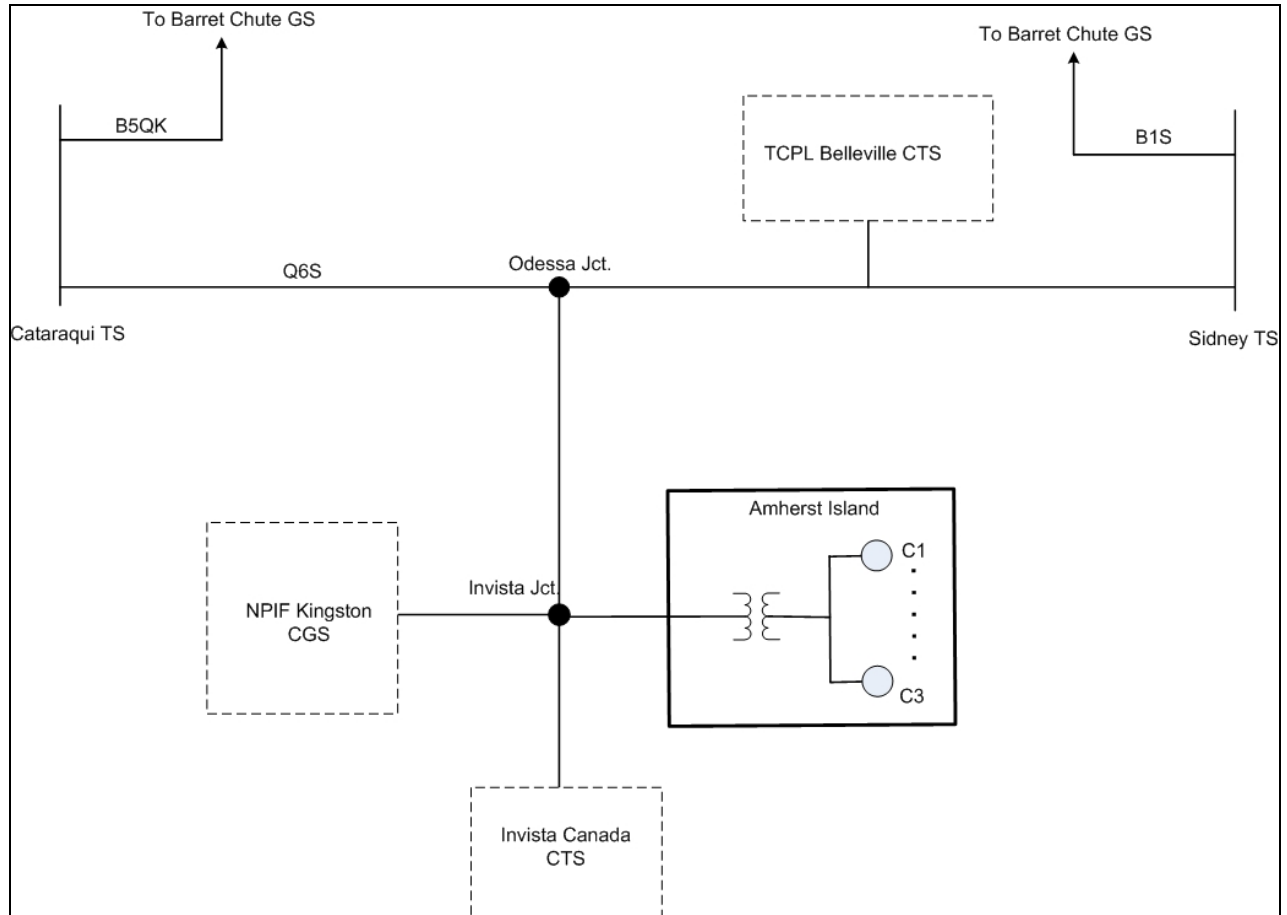 To Barret Chute GS
To Barret Chute GS
B5QK
B1S
TCPL Belleville CTS
Odessa Jct.
Q6S
Cataraqui TS
Sidney TS
Amherst Island
C1
Invista Jct.
NPIF Kingston
CGS
C3
Invista Canada
CTS